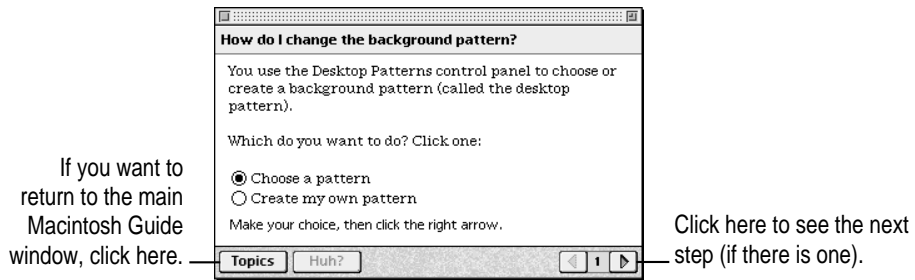 How do I change the background pattern?
You use the Desktop Patterns control panel to choose or
create a background pattern (called the desktop
pattern).
Which do you want to do? Click one:
Choose a pattern
Create my own pattern
Make your choice, then click the right arrow.
Topics Huh? 1
If you want to
return to the main
Macintosh Guide
window, click here.
Click here to see the next
step (if there is one).